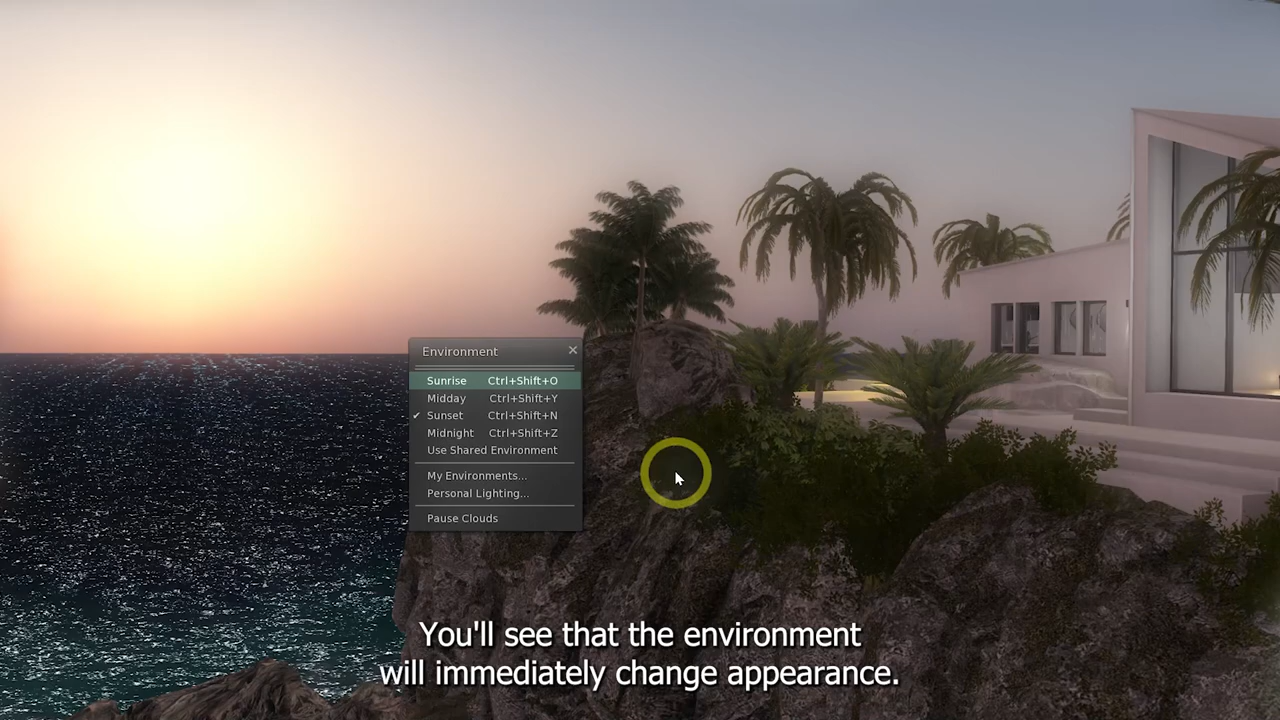 Environment
Sunrise Ctrl+Shift+O
Midday Ctrl+Shift+Y
✔ Sunset Ctrl+Shift+N
Midnight Ctrl+Shift+Z
Use Shared Environment
My Environments...
Personal Lighting...
Pause Clouds
You'll see that the environment
will immediately change appearance.